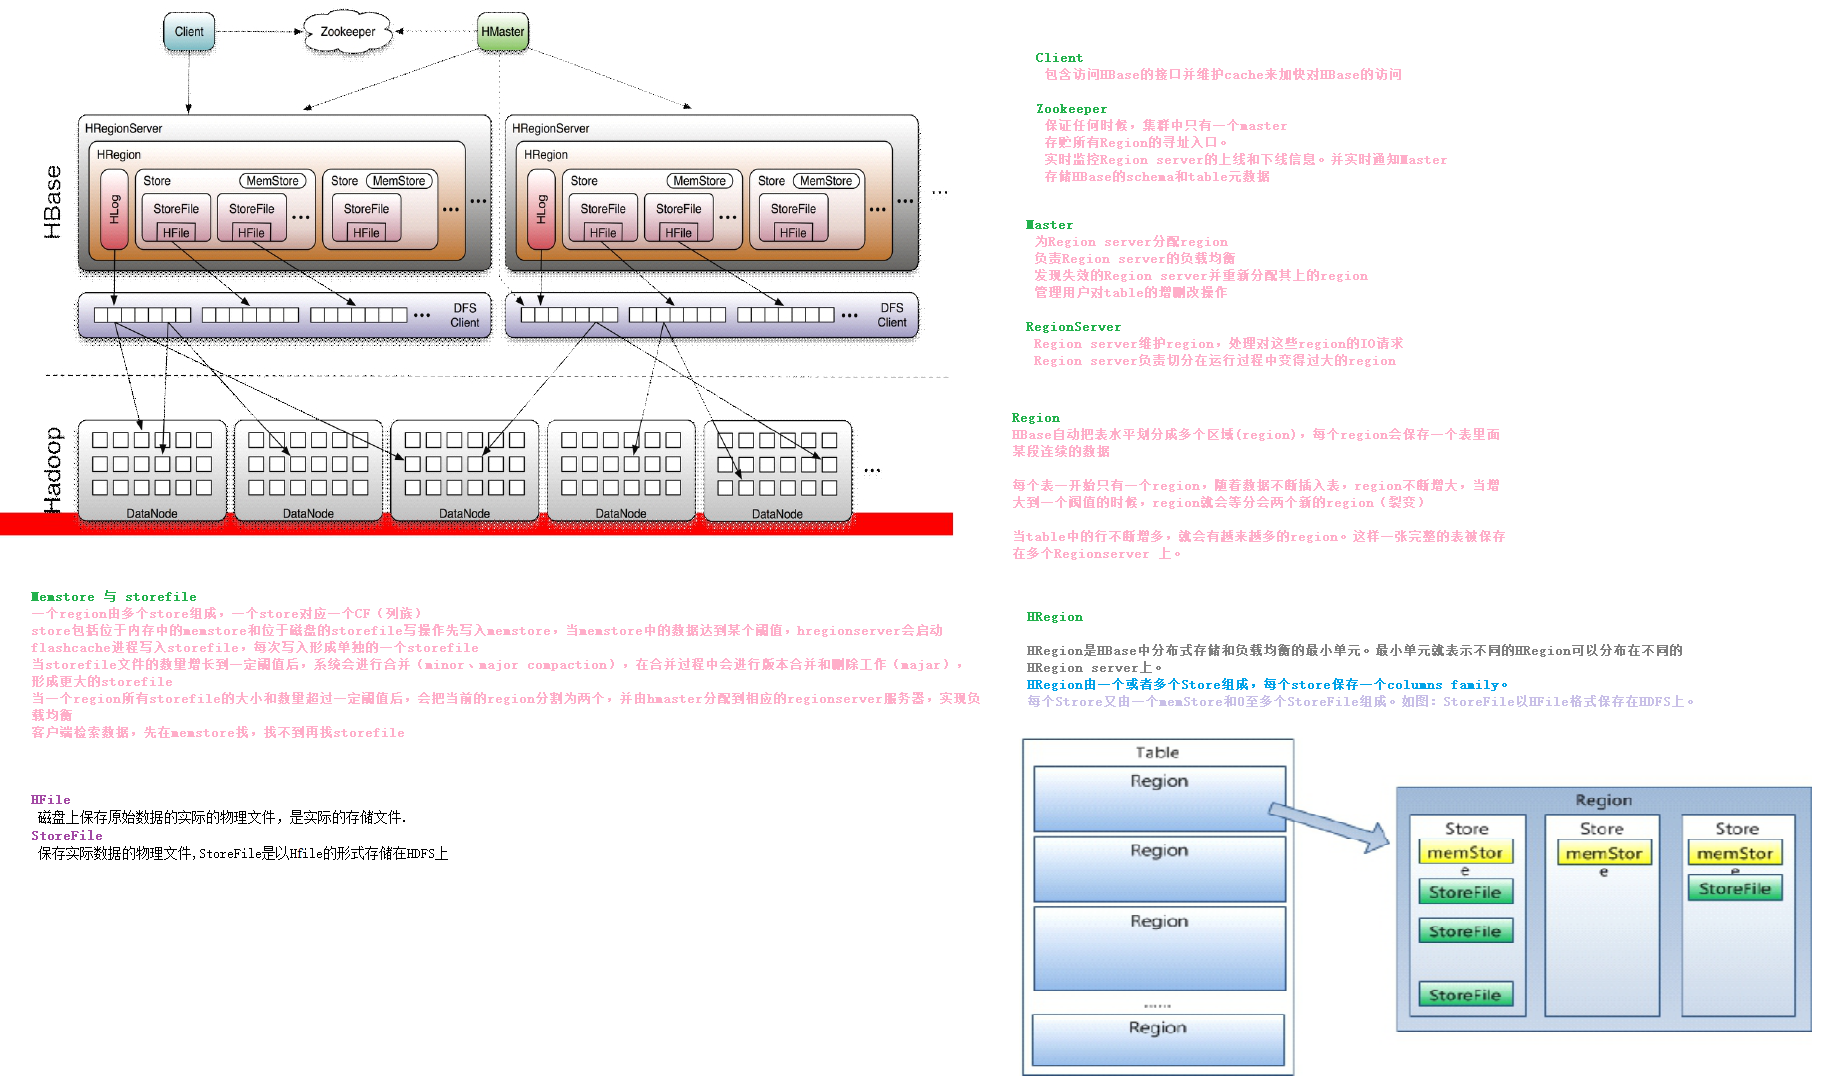 Client
Zookeeper
HMaster
HBase
HRegionServer
HRegion
HLog
Store
MemStore
StoreFile
HFile
StoreFile
HFile
...
Store
MemStore
StoreFile
HFile
...
...
HRegionServer
HRegion
HLog
Store
MemStore
StoreFile
HFile
StoreFile
HFile
...
Store
MemStore
StoreFile
HFile
...
...
...
...
DFS
Client
...
DFS
Client
Hadoop
DataNode
DataNode
DataNode
DataNode
DataNode
...
Client
包含访问HBase的接口并维护cache来加快对HBase的访问
Zookeeper
保证任何时候，集群中只有一个master
存贮所有Region的寻址入口。
实时监控Region server的上线和下线信息。并实时通知Master
存储HBase的schema和table元数据
Master
为Region server分配region
负责Region server的负载均衡
发现失效的Region server并重新分配其上的region
管理用户对table的增删改操作
RegionServer
Region server维护region，处理对这些region的IO请求
Region server负责切分在运行过程中变得过大的region
Region
HBase自动把表水平划分成多个区域(region)，每个region会保存一个表里面
某段连续的数据
每个表一开始只有一个region，随着数据不断插入表，region不断增大，当增
大到一个阀值的时候，region就会等分会两个新的region（裂变）
当table中的行不断增多，就会有越来越多的region。这样一张完整的表被保存
在多个Regionserver 上。
Memstore 与 storefile
一个region由多个store组成，一个store对应一个CF（列族）
store包括位于内存中的memstore和位于磁盘的storefile写操作先写入memstore，当memstore中的数据达到某个阈值，hregionserver会启动
flashcache进程写入storefile，每次写入形成单独的一个storefile
当storefile文件的数量增长到一定阈值后，系统会进行合并（minor、major compaction），在合并过程中会进行版本合并和删除工作（majar），
形成更大的storefile
当一个region所有storefile的大小和数量超过一定阈值后，会把当前的region分割为两个，并由hmaster分配到相应的regionserver服务器，实现负
载均衡
客户端检索数据，先在memstore找，找不到再找storefile
HFile
磁盘上保存原始数据的实际的物理文件，是实际的存储文件.
StoreFile
保存实际数据的物理文件,StoreFile是以Hfile的形式存储在HDFS上
HRegion
HRegion是HBase中分布式存储和负载均衡的最小单元。最小单元就表示不同的HRegion可以分布在不同的
HRegion server上。
HRegion由一个或者多个Store组成，每个store保存一个columns family。
每个Strore又由一个memStore和0至多个StoreFile组成。如图：StoreFile以HFile格式保存在HDFS上。
Table
Region
Region
Region
......
Region
Region
Store
memStor
e
StoreFile
StoreFile
StoreFile
Store
memStor
e
Store
memStor
e
StoreFile